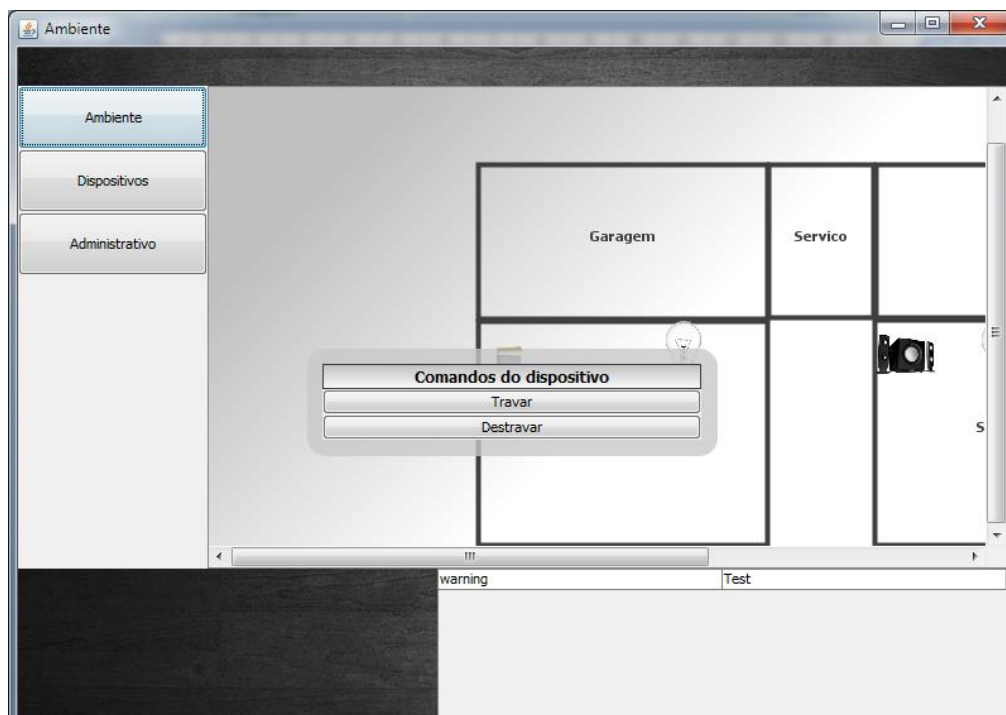 Ambiente
Ambiente
Dispositivos
Administrativo
Garagem
Servico
Comandos do dispositivo
Travar
Destravar
S
warning
Test